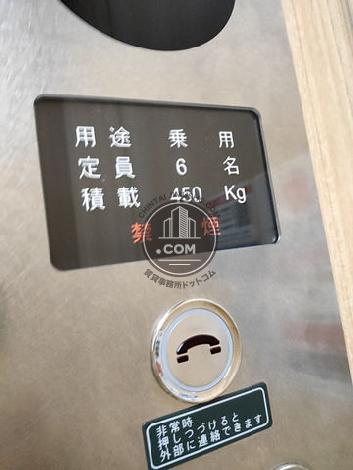 用途 乗用
定員 6 名
積載 450 Kg
禁 煙
CHINTAI
.COM
賃貸事務所ドットコム
非常時
押しつづけると
外部に連絡できます